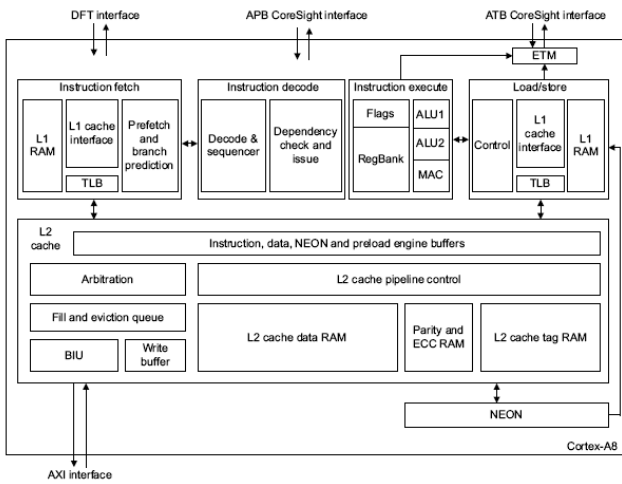 DFT interface
APB CoreSight interface
ATB CoreSight interface
ETM
Instruction fetch
L1
RAM
L1 cache
interface
TLB
Prefetch
and
branch
prediction
Instruction decode
Decode &
sequencer
Dependency
check and
issue
Instruction execute
Flags
RegBank
ALU1
ALU2
MAC
Load/store
Control
L1
cache
interface
TLB
L1
RAM
L2
cache
Instruction, data, NEON and preload engine buffers
Arbitration
L2 cache pipeline control
Fill and eviction queue
BIU
Write
buffer
L2 cache data RAM
Parity and
ECC RAM
L2 cache tag RAM
NEON
Cortex-A8
AXI interface